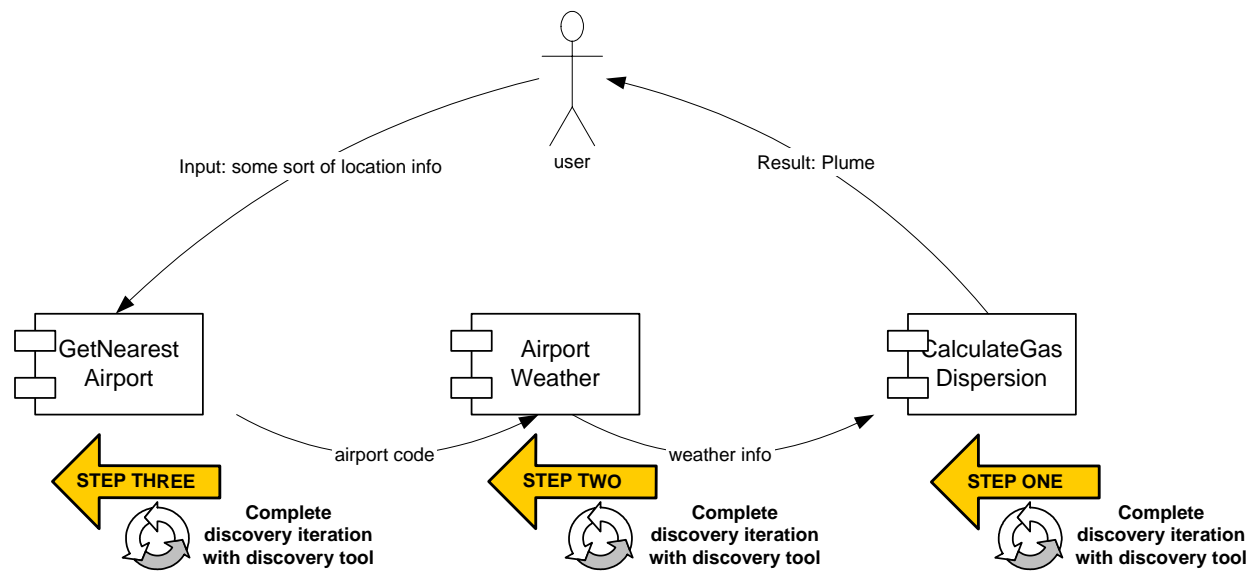 user
Input: some sort of location info
Result: Plume
GetNearest
Airport
Airport
Weather
CalculateGas
Dispersion
airport code
weather info
STEP THREE
STEP TWO
STEP ONE
Complete
discovery iteration
with discovery tool
Complete
discovery iteration
with discovery tool
Complete
discovery iteration
with discovery tool